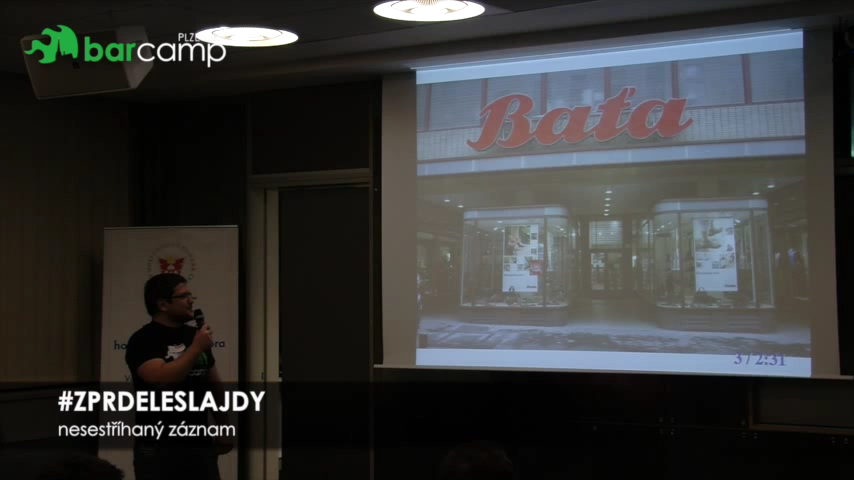 PLZEŇ
barcamp
Baťa
3 / 2:31
#ZPRDELESLAJDY
nesestříhaný záznam